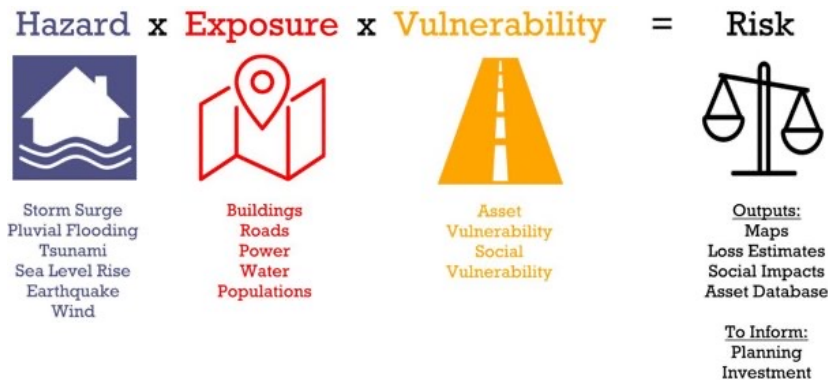 Hazard x Exposure x Vulnerability = Risk
Storm Surge
Pluvial Flooding
Tsunami
Sea Level Rise
Earthquake
Wind
Buildings
Roads
Power
Water
Populations
Asset
Vulnerability
Social
Vulnerability
Outputs:
Maps
Loss Estimates
Social Impacts
Asset Database
To Inform:
Planning
Investment